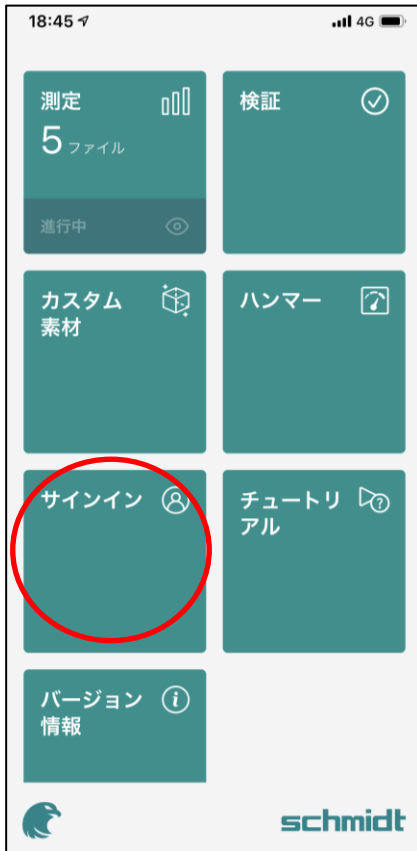 18:45
4G
測定
5 ファイル
進行中
検証
カスタム
素材
ハンマー
サインイン
チュートリ
アル
バージョン
情報
schmidt